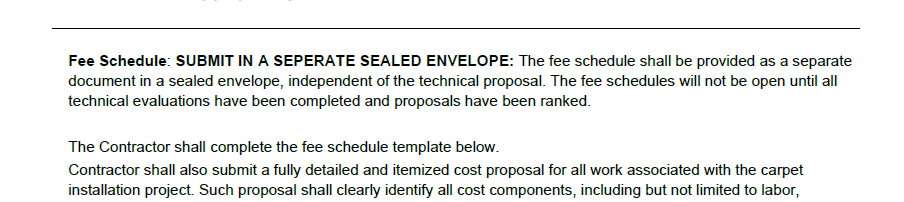 Fee Schedule: SUBMIT IN A SEPERATE SEALED ENVELOPE: The fee schedule shall be provided as a separate
document in a sealed envelope, independent of the technical proposal. The fee schedules will not be open until all
technical evaluations have been completed and proposals have been ranked.
The Contractor shall complete the fee schedule template below.
Contractor shall also submit a fully detailed and itemized cost proposal for all work associated with the carpet
installation project. Such proposal shall clearly identify all cost components, including but not limited to labor,